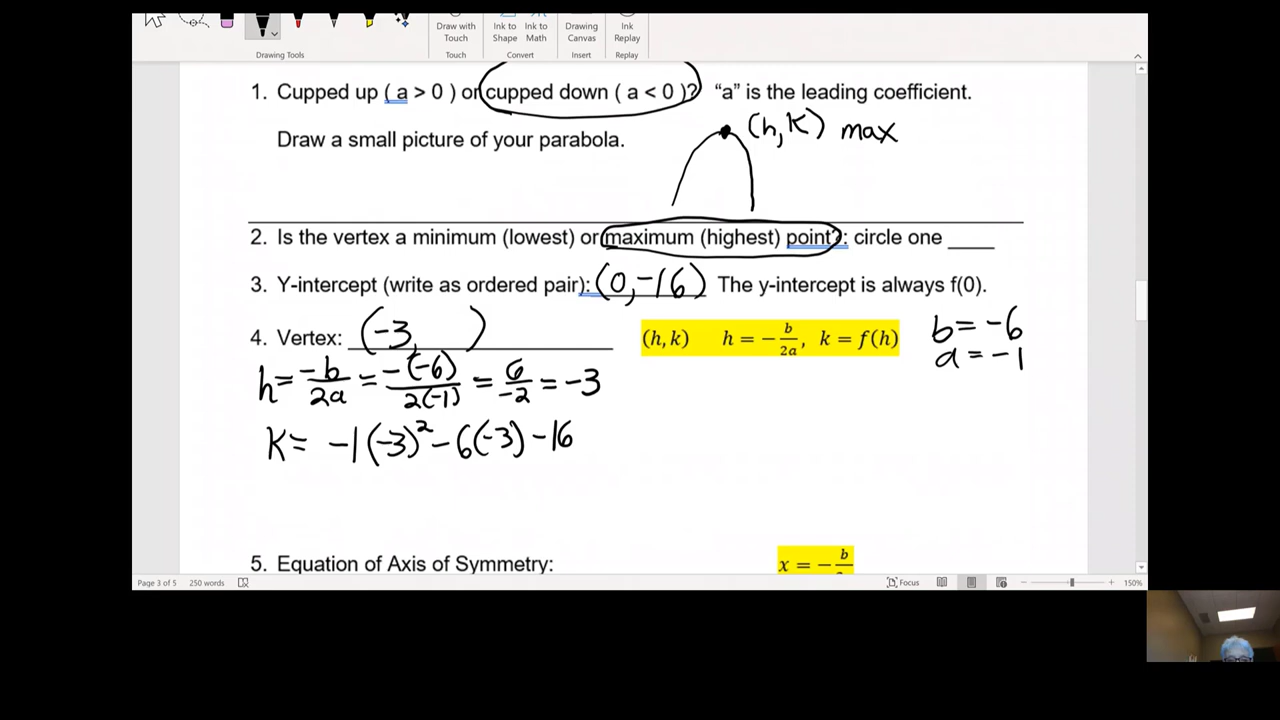 Draw with Touch
Ink to Shape
Ink to Math
Drawing Canvas
Ink Replay
Drawing Tools
Touch
Convert
Insert
Replay
1. Cupped up ( a > 0 ) or cupped down ( a < 0 )? “a” is the leading coefficient.
(h,k) max
Draw a small picture of your parabola.
2. Is the vertex a minimum (lowest) or maximum (highest) point?: circle one ____
3. Y-intercept (write as ordered pair): (0,-16) The y-intercept is always f(0).
4. Vertex: (-3, ) (h, k) h = -b/2a, k = f(h) b = -6
a = -1
h = -b/2a = -(-6)/2(-1) = 6/-2 = -3
k = -1(-3)² - 6(-3) - 16
5. Equation of Axis of Symmetry: x = - b
Page 3 of 5 250 words Focus 150%